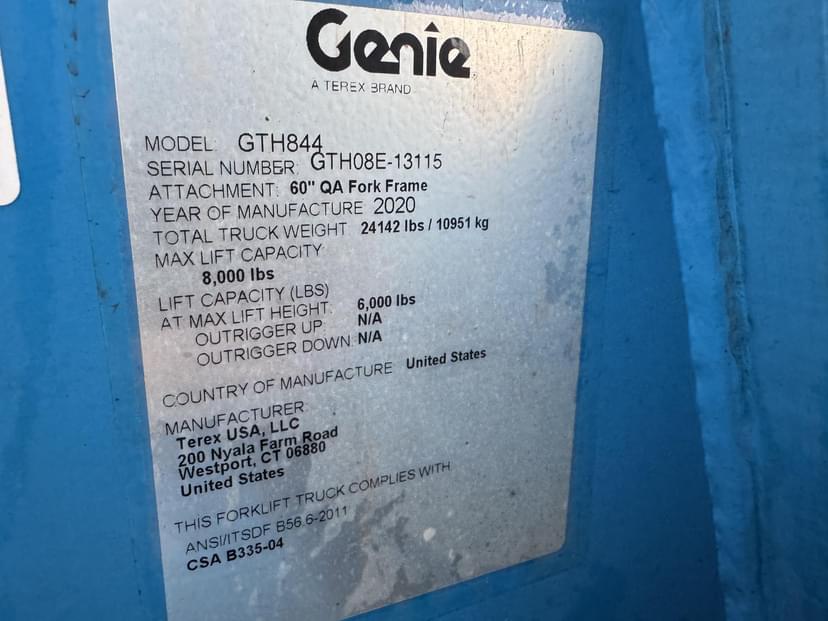 Genie
A TEREX BRAND
MODEL: GTH844
SERIAL NUMBER: GTH08E-13115
ATTACHMENT: 60" QA Fork Frame
YEAR OF MANUFACTURE 2020
TOTAL TRUCK WEIGHT 24142 lbs / 10951 kg
MAX LIFT CAPACITY
8,000 lbs
LIFT CAPACITY (LBS)
AT MAX LIFT HEIGHT: 6,000 lbs
OUTRIGGER UP: N/A
OUTRIGGER DOWN: N/A
COUNTRY OF MANUFACTURE United States
MANUFACTURER:
Terex USA, LLC
200 Nyala Farm Road
Westport, CT 06880
United States
THIS FORKLIFT TRUCK COMPLIES WITH
ANSI/ITSDF B56.6-2011
CSA B335-04